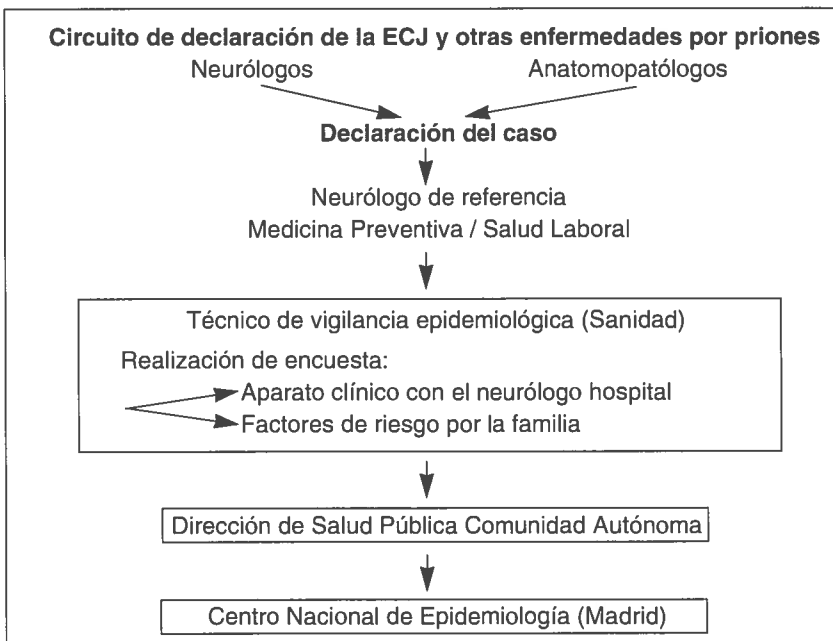 Circuito de declaración de la ECJ y otras enfermedades por priones
Neurólogos Anatomopatólogos
Declaración del caso
Neurólogo de referencia
Medicina Preventiva / Salud Laboral
Técnico de vigilancia epidemiológica (Sanidad)
Realización de encuesta:
Aparato clínico con el neurólogo hospital
Factores de riesgo por la familia
Dirección de Salud Pública Comunidad Autónoma
Centro Nacional de Epidemiología (Madrid)